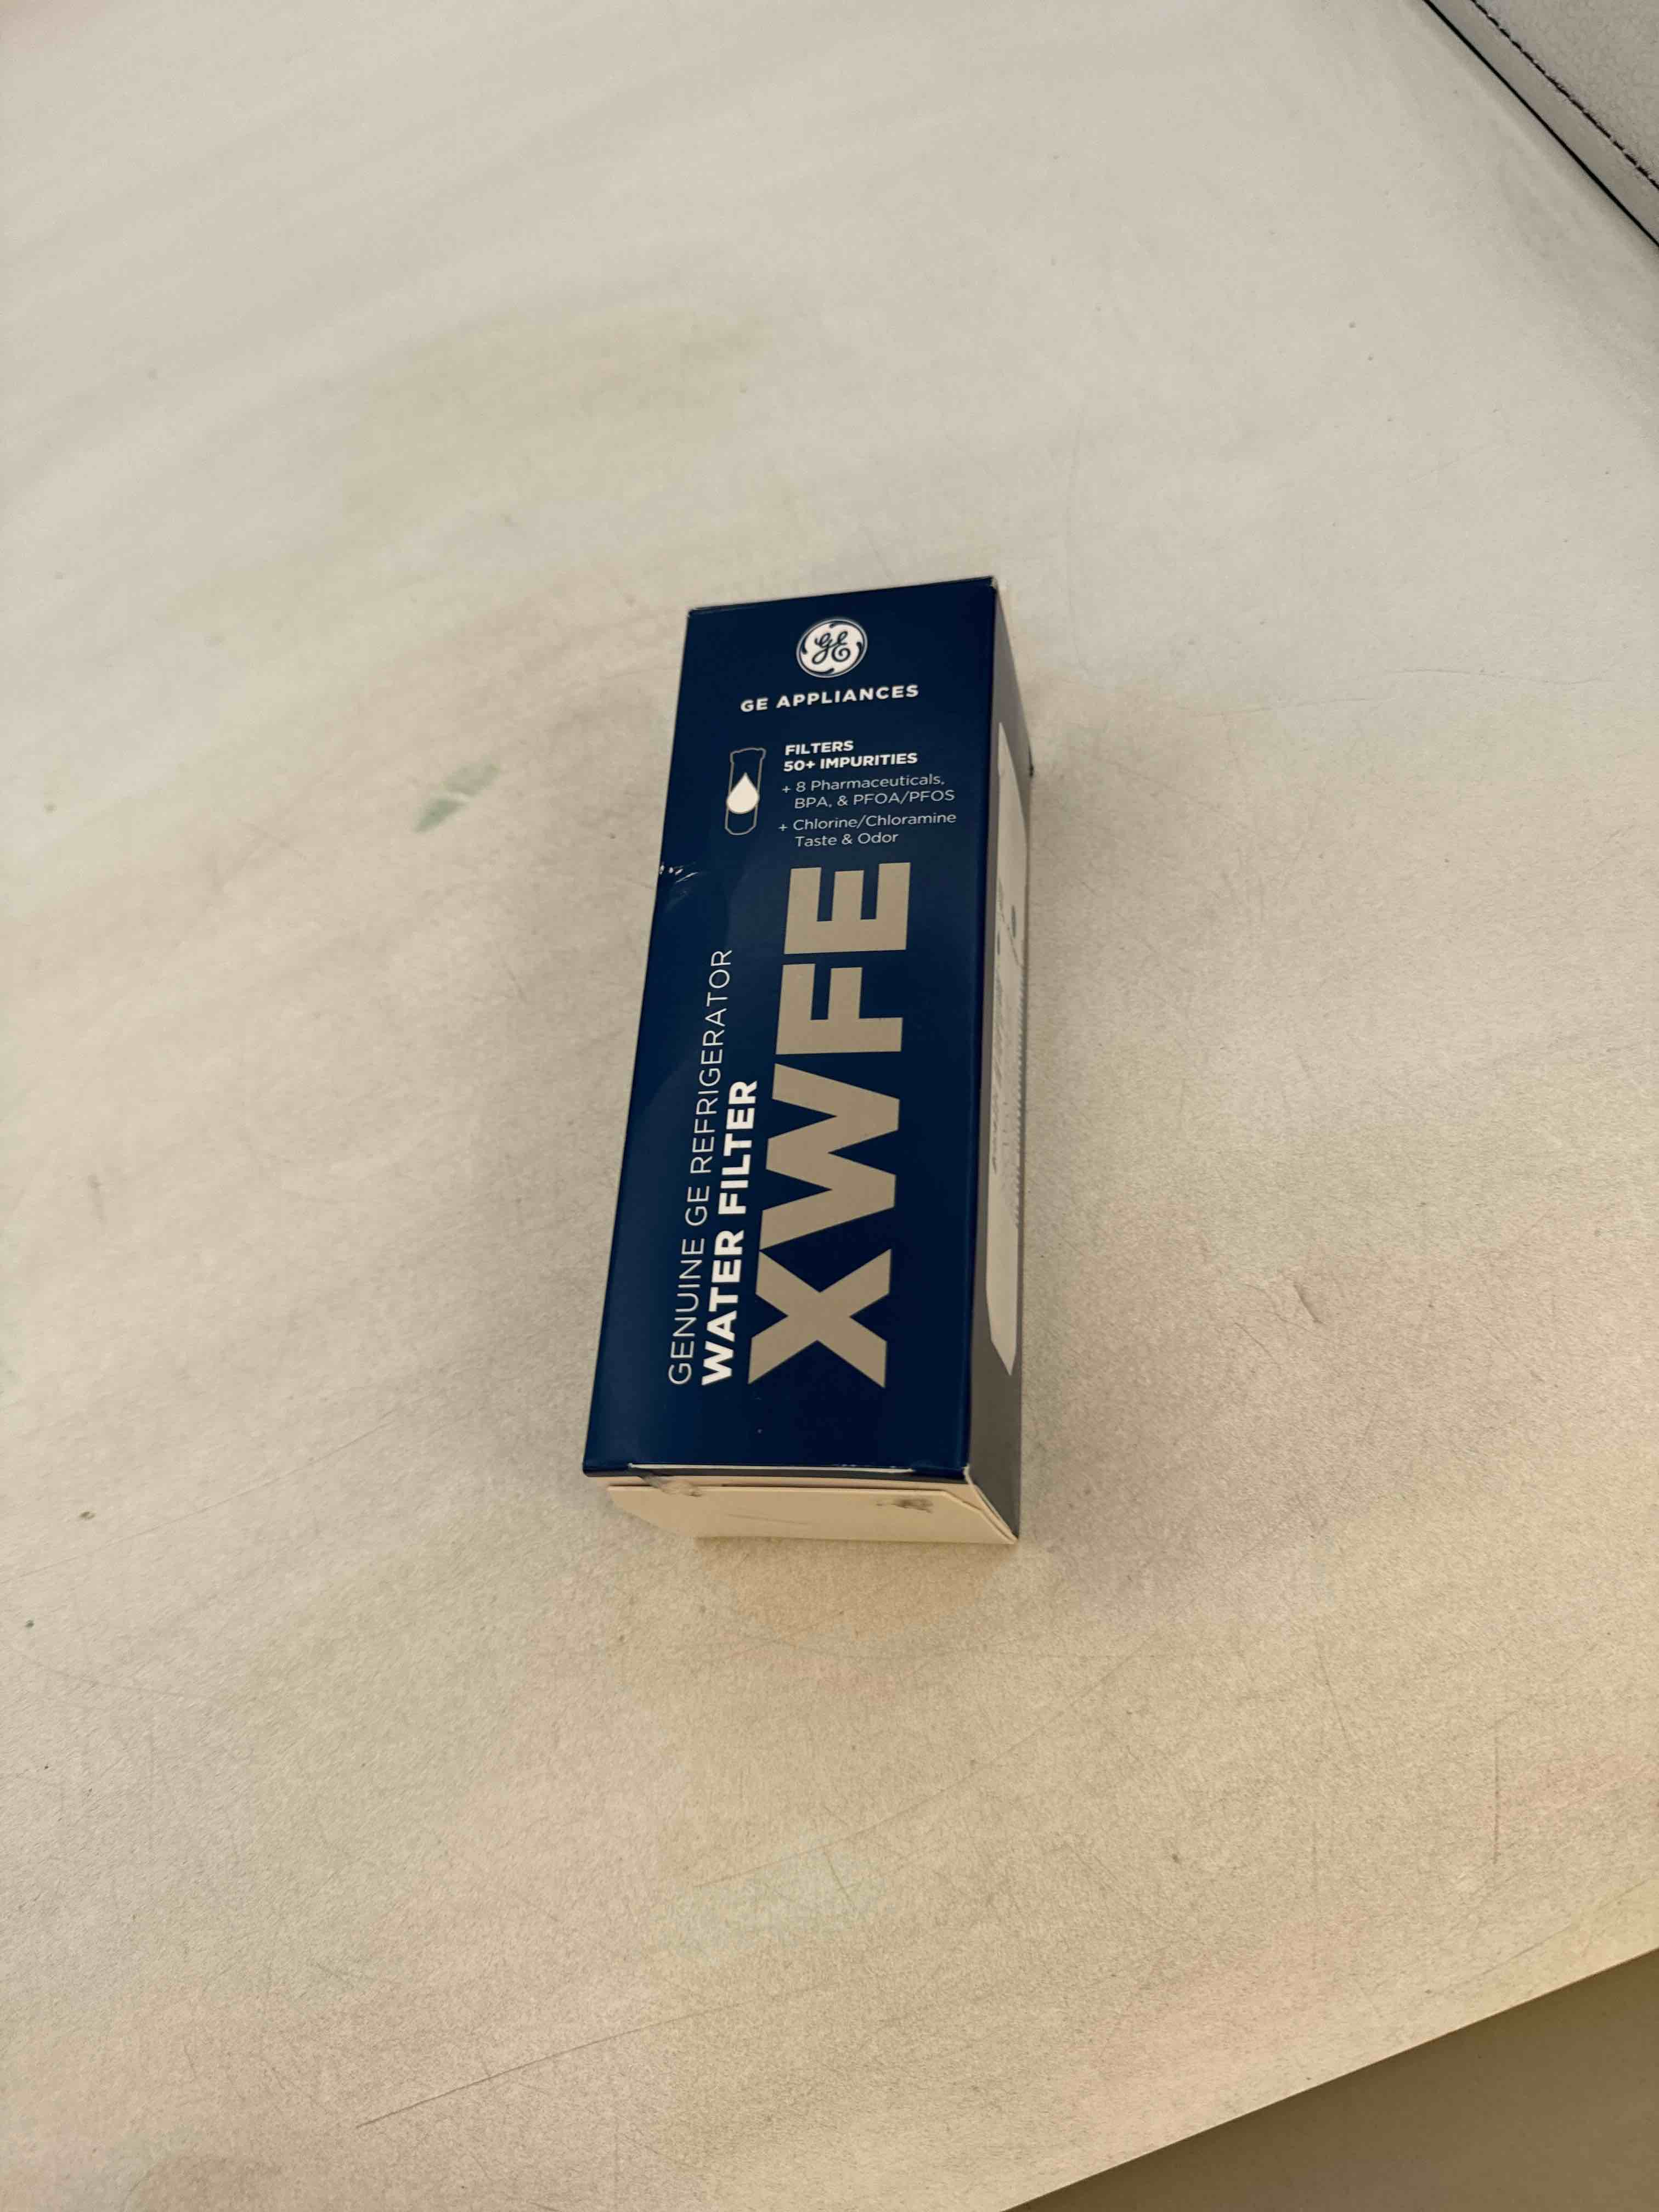 GE
GE APPLIANCES
FILTERS
50+ IMPURITIES
+ 8 Pharmaceuticals,
BPA, & PFOA/PFOS
+ Chlorine/Chloramine
Taste & Odor
GENUINE GE REFRIGERATOR
WATER FILTER
XWFE